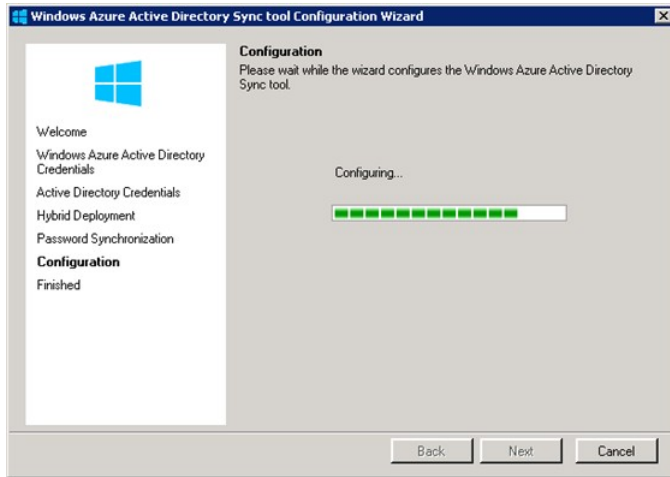 Windows Azure Active Directory Sync tool Configuration Wizard
Welcome
Windows Azure Active Directory
Credentials
Active Directory Credentials
Hybrid Deployment
Password Synchronization
Configuration
Finished
Configuration
Please wait while the wizard configures the Windows Azure Active Directory
Sync tool.
Configuring...
Back
Next
Cancel